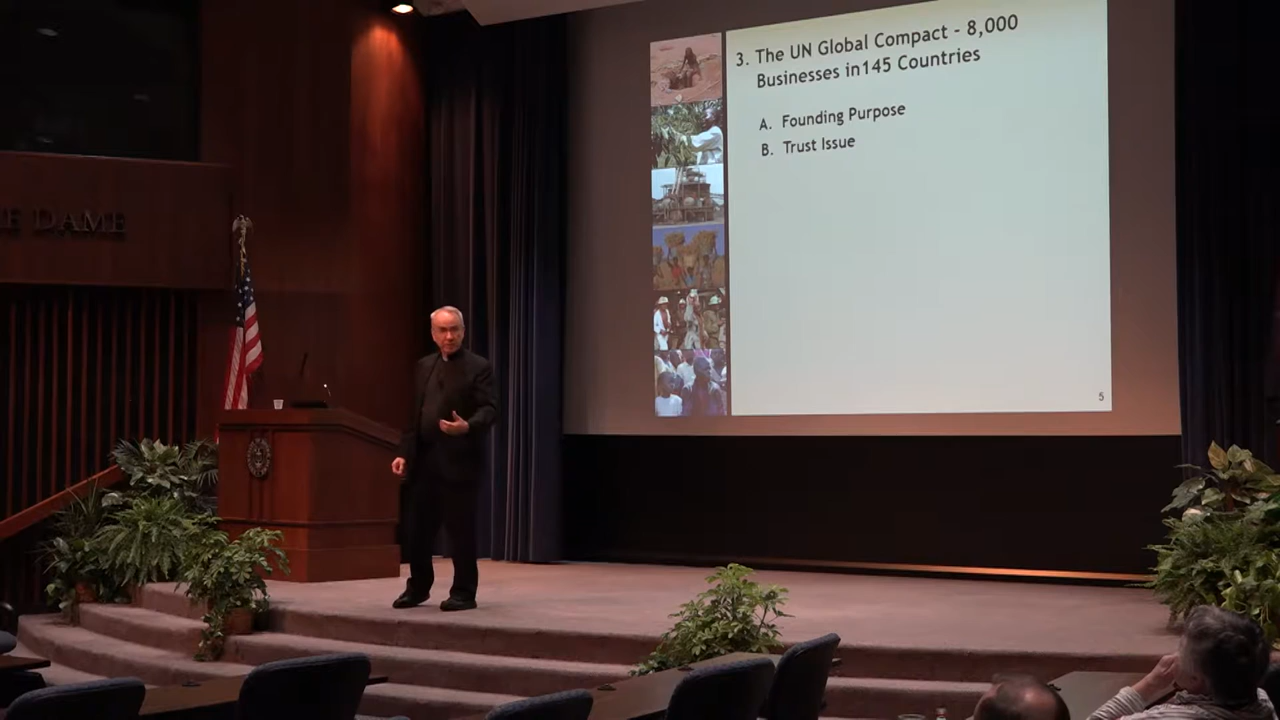 3. The UN Global Compact - 8,000
Businesses in145 Countries
A. Founding Purpose
B. Trust Issue
5
E DAME